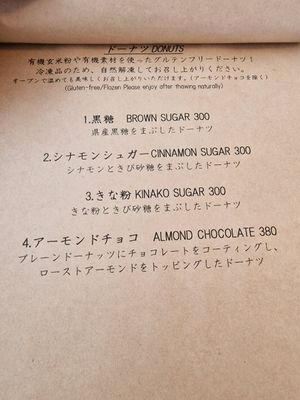 ドーナツ DONUTS
有機玄米粉や有機素材を使ったグルテンフリードーナツ！
冷凍品のため、自然解凍してお召し上がりください。
オーブンで温めても美味しくお召し上がりいただけます。(アーモンドチョコを除く)
(Gluten-free/Flozen Please enjoy after thawing naturally)
1.黒糖 BROWN SUGAR 300
県産黒糖をまぶしたドーナツ
2.シナモンシュガーCINNAMON SUGAR 300
シナモンときび砂糖をまぶしたドーナツ
3.きな粉 KINAKO SUGAR 300
きな粉ときび砂糖をまぶしたドーナツ
4.アーモンドチョコ ALMOND CHOCOLATE 380
プレーンドーナッツにチョコレートをコーティングし、
ローストアーモンドをトッピングしたドーナツ